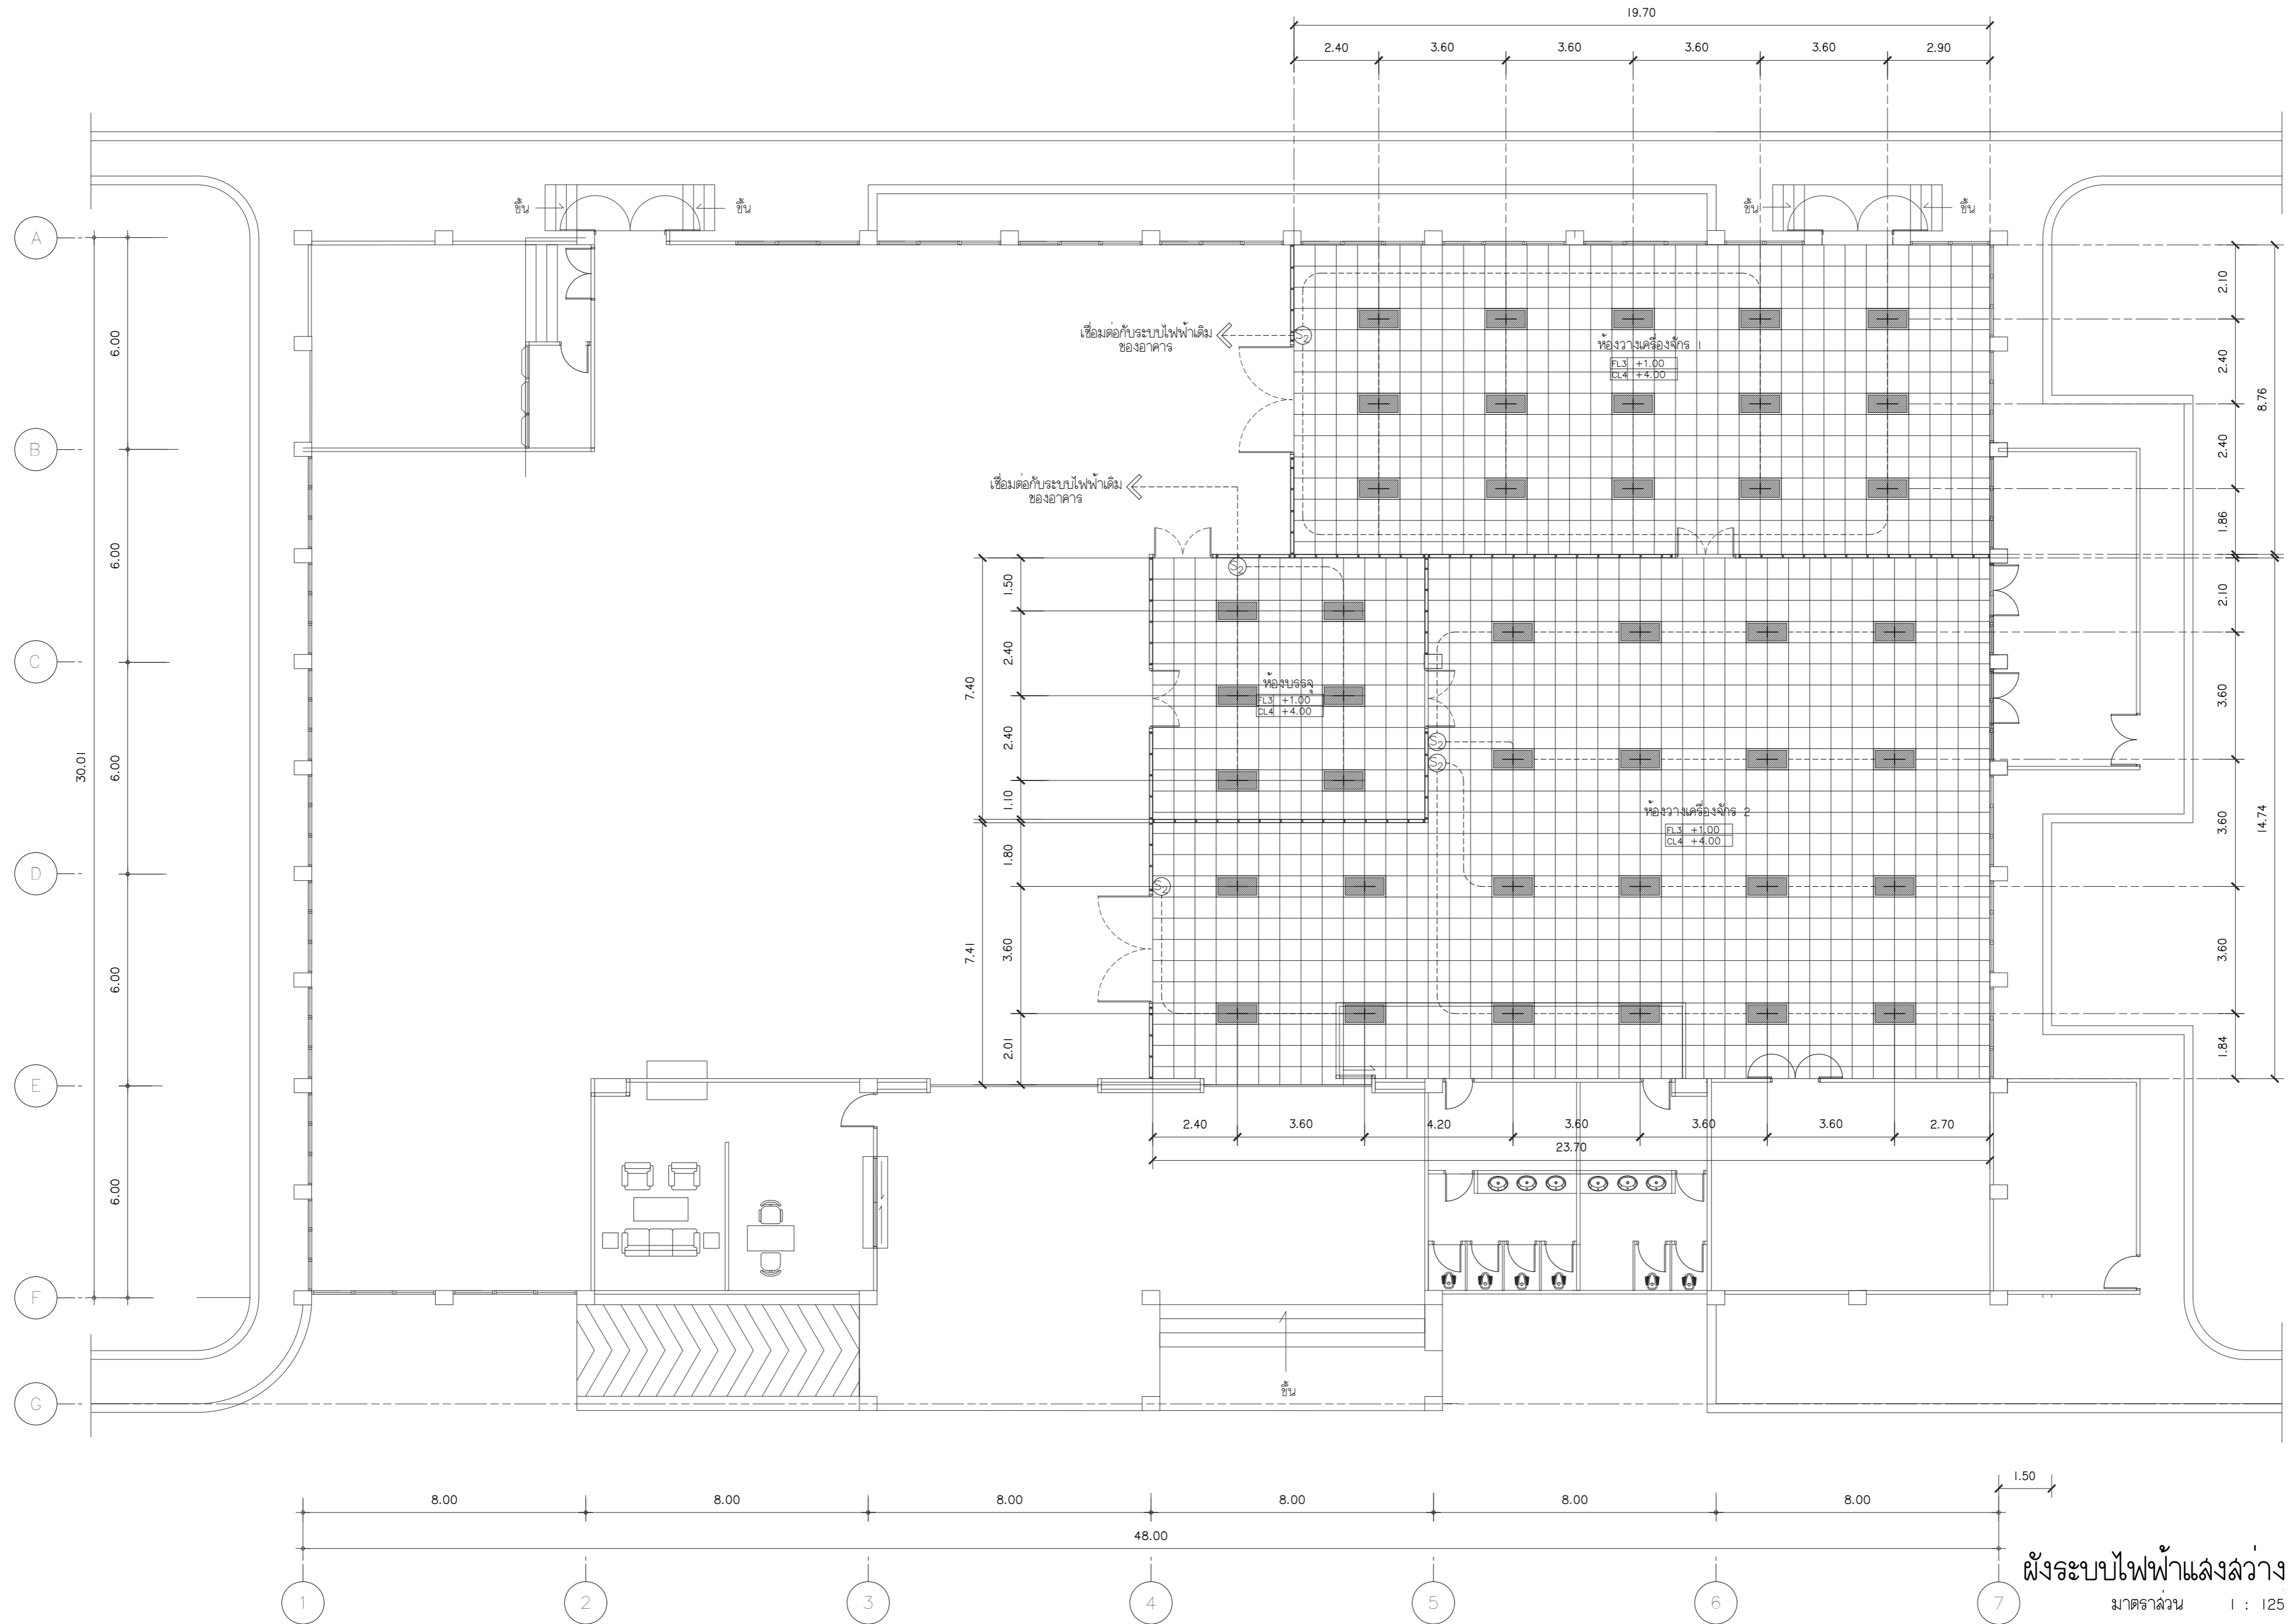 19.70
2.40 3.60 3.60 3.60 3.60 2.90
ขึ้น ขึ้น ขึ้น ขึ้น
A
B
C
D
E
F
G
6.00
6.00
6.00
6.00
6.00
30.01
เชื่อมต่อกับระบบไฟฟ้าเดิม
ของอาคาร
S2
ห้องวางเครื่องจักร 1
FL3 +1.00
CL4 +4.00
2.10
2.40
2.40
1.86
8.76
เชื่อมต่อกับระบบไฟฟ้าเดิม
ของอาคาร
S2
1.50
2.40
2.40
1.10
7.40
1.80
3.60
2.01
7.41
ห้องบรรจุ
FL3 +1.00
CL4 +4.00
S2
S2
S2
ห้องวางเครื่องจักร 2
FL3 +1.00
CL4 +4.00
2.10
3.60
3.60
3.60
1.84
14.74
2.40 3.60 4.20 3.60 3.60 3.60 2.70
23.70
ขึ้น
1.50
8.00 8.00 8.00 8.00 8.00 8.00
48.00
1 2 3 4 5 6 7
ผังระบบไฟฟ้าแสงสว่าง
มาตราส่วน 1 : 125